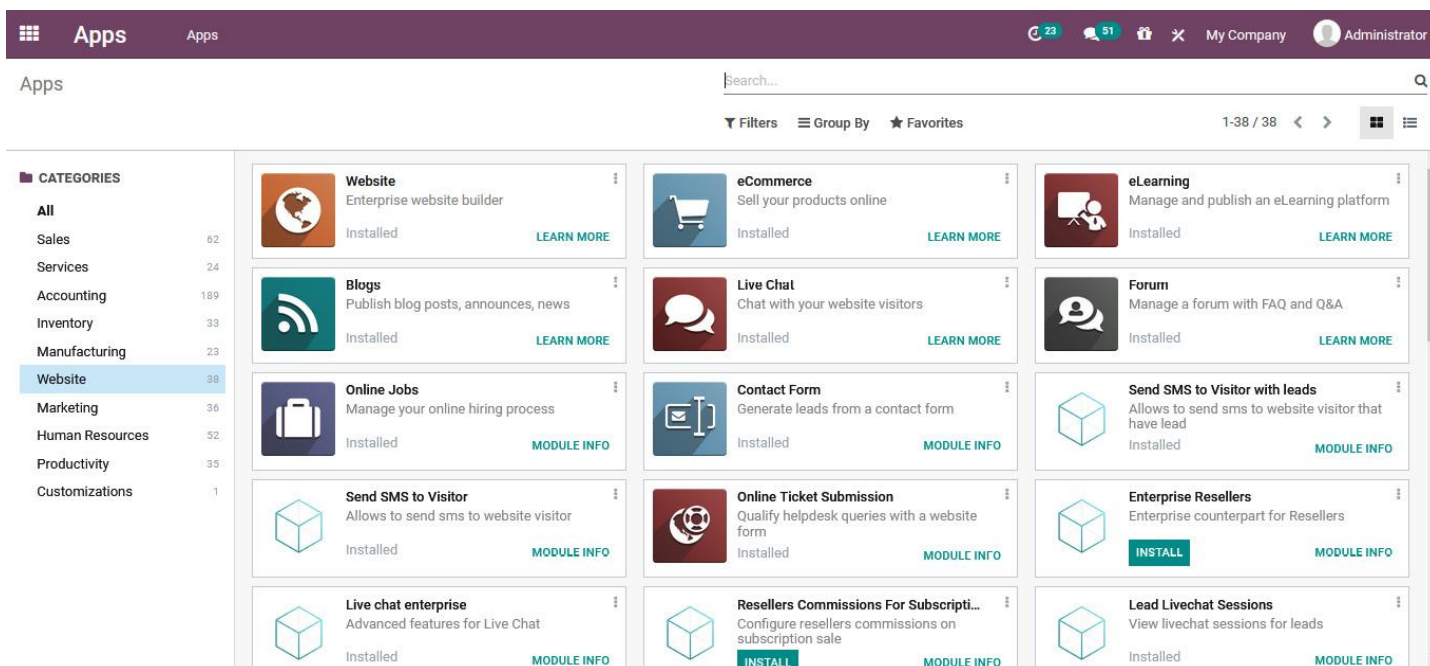 Apps Apps 23 51 My Company Administrator
Apps
Search...
Filters Group By Favorites 1-38 / 38
CATEGORIES
All
Sales 62
Services 24
Accounting 189
Inventory 33
Manufacturing 23
Website 38
Marketing 36
Human Resources 52
Productivity 35
Customizations 1
Website
Enterprise website builder
Installed LEARN MORE
eCommerce
Sell your products online
Installed LEARN MORE
eLearning
Manage and publish an eLearning platform
Installed LEARN MORE
Blogs
Publish blog posts, announces, news
Installed LEARN MORE
Live Chat
Chat with your website visitors
Installed LEARN MORE
Forum
Manage a forum with FAQ and Q&A
Installed LEARN MORE
Online Jobs
Manage your online hiring process
Installed MODULE INFO
Contact Form
Generate leads from a contact form
Installed MODULE INFO
Send SMS to Visitor with leads
Allows to send sms to website visitor that
have lead
Installed MODULE INFO
Send SMS to Visitor
Allows to send sms to website visitor
Installed MODULE INFO
Online Ticket Submission
Qualify helpdesk queries with a website
form
Installed MODULE INFO
Enterprise Resellers
Enterprise counterpart for Resellers
INSTALL MODULE INFO
Live chat enterprise
Advanced features for Live Chat
Installed MODULE INFO
Resellers Commissions For Subscripti...
Configure resellers commissions on
subscription sale
INSTALL MODULE INFO
Lead Livechat Sessions
View livechat sessions for leads
Installed MODULE INFO